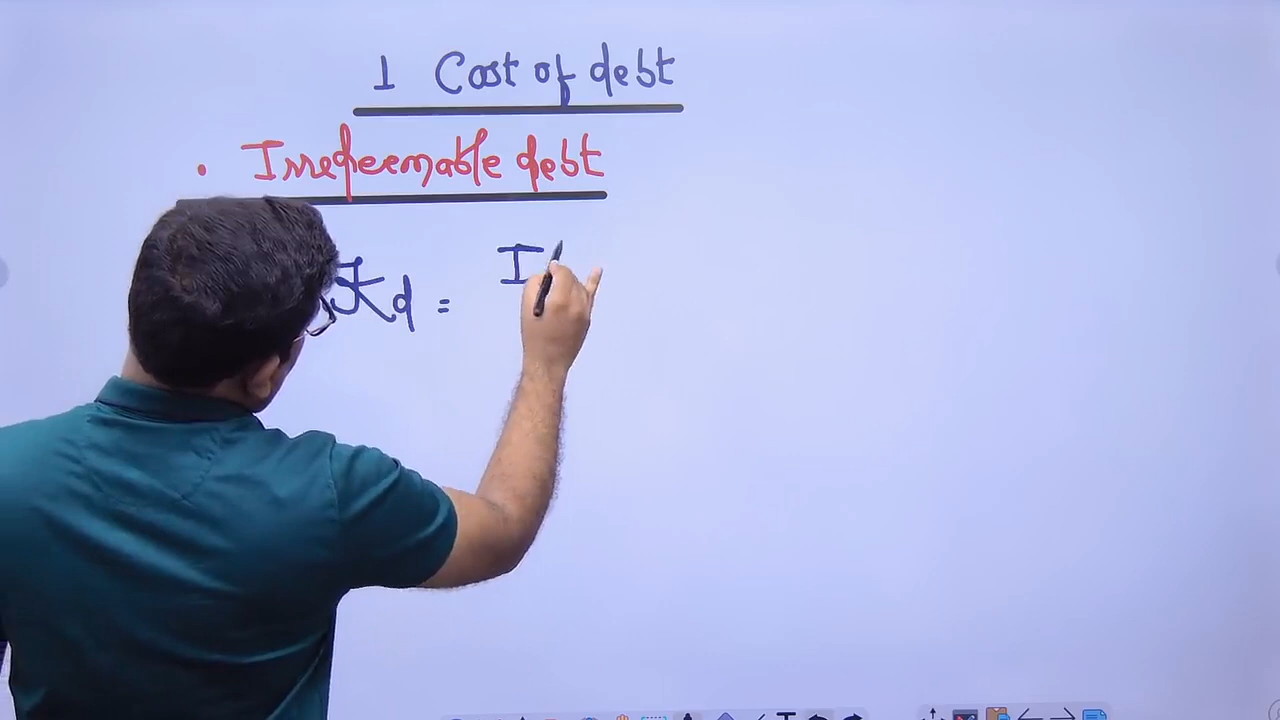 1 Cost of debt
• Irredeemable debt
Kd = I